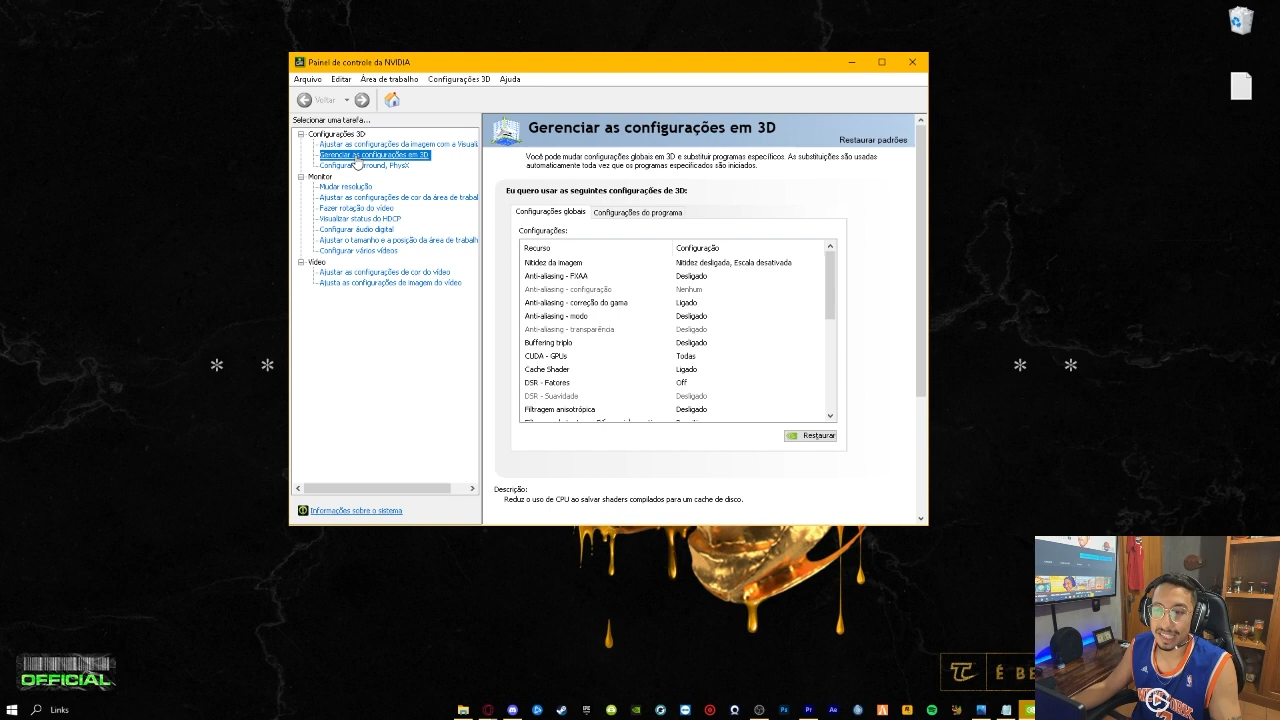 Painel de controle da NVIDIA
Arquivo Editar Área de trabalho Configurações 3D Ajuda
Voltar
Selecionar uma tarefa...
Configurações 3D
Ajustar as configurações da imagem com a Visuali
Gerenciar as configurações em 3D
Configurar Surround, PhysX
Monitor
Mudar resolução
Ajustar as configurações de cor da área de trabal
Fazer rotação do vídeo
Visualizar status do HDCP
Configurar áudio digital
Ajustar o tamanho e a posição da área de trabalh
Configurar vários vídeos
Vídeo
Ajustar as configurações de cor do vídeo
Ajusta as configurações de imagem do vídeo
Informações sobre o sistema
Gerenciar as configurações em 3D
Restaurar padrões
Você pode mudar configurações globais em 3D e substituir programas específicos. As substituições são usadas
automaticamente toda vez que os programas especificados são iniciados.
Eu quero usar as seguintes configurações de 3D:
Configurações globais Configurações do programa
Configurações:
Recurso Configuração
Nitidez da imagem Nitidez desligada, Escala desativada
Anti-aliasing - FXAA Desligado
Anti-aliasing - configuração Nenhum
Anti-aliasing - correção do gama Ligado
Anti-aliasing - modo Desligado
Anti-aliasing - transparência Desligado
Buffering triplo Desligado
CUDA - GPUs Todas
Cache Shader Ligado
DSR - Fatores Off
DSR - Suavidade Desligado
Filtragem anisotrópica Desligado
Restaurar
Descrição:
Reduz o uso de CPU ao salvar shaders compilados para um cache de disco.
OFFICIAL
TC É BE
Links